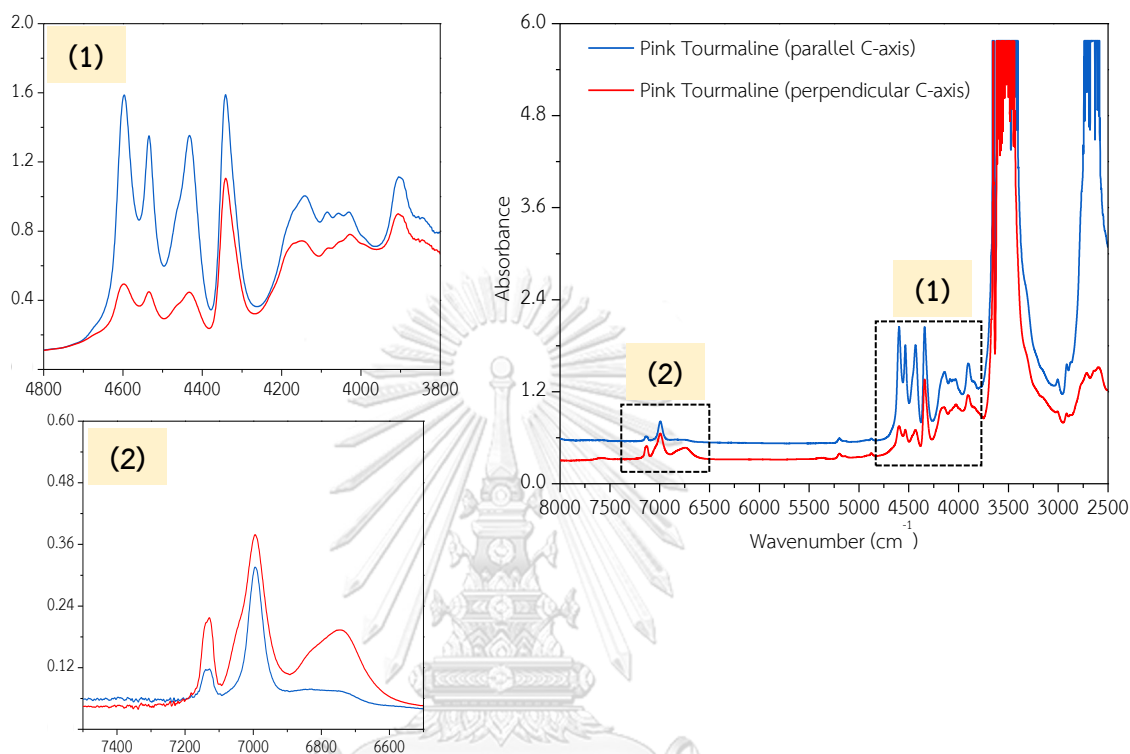 (1)
2.0
1.6
1.2
0.8
0.4
4800 4600 4400 4200 4000 3800
(2)
0.60
0.48
0.36
0.24
0.12
7400 7200 7000 6800 6600
Pink Tourmaline (parallel C-axis)
Pink Tourmaline (perpendicular C-axis)
6.0
4.8
3.6
2.4
1.2
0.0
Absorbance
(1)
(2)
8000 7500 7000 6500 6000 5500 5000 4500 4000 3500 3000 2500
Wavenumber (cm⁻¹)